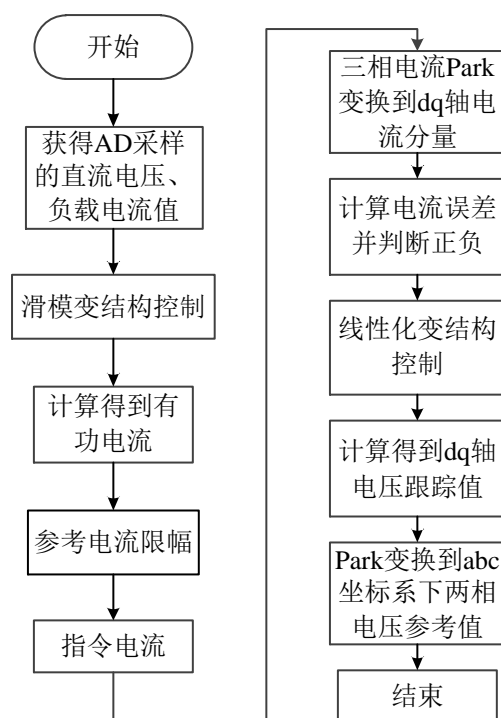 开始
获得AD采样
的直流电压、
负载电流值
滑模变结构控制
计算得到有
功电流
参考电流限幅
指令电流
三相电流Park
变换到dq轴电
流分量
计算电流误差
并判断正负
线性化变结构
控制
计算得到dq轴
电压跟踪值
Park变换到abc
坐标系下两相
电压参考值
结束